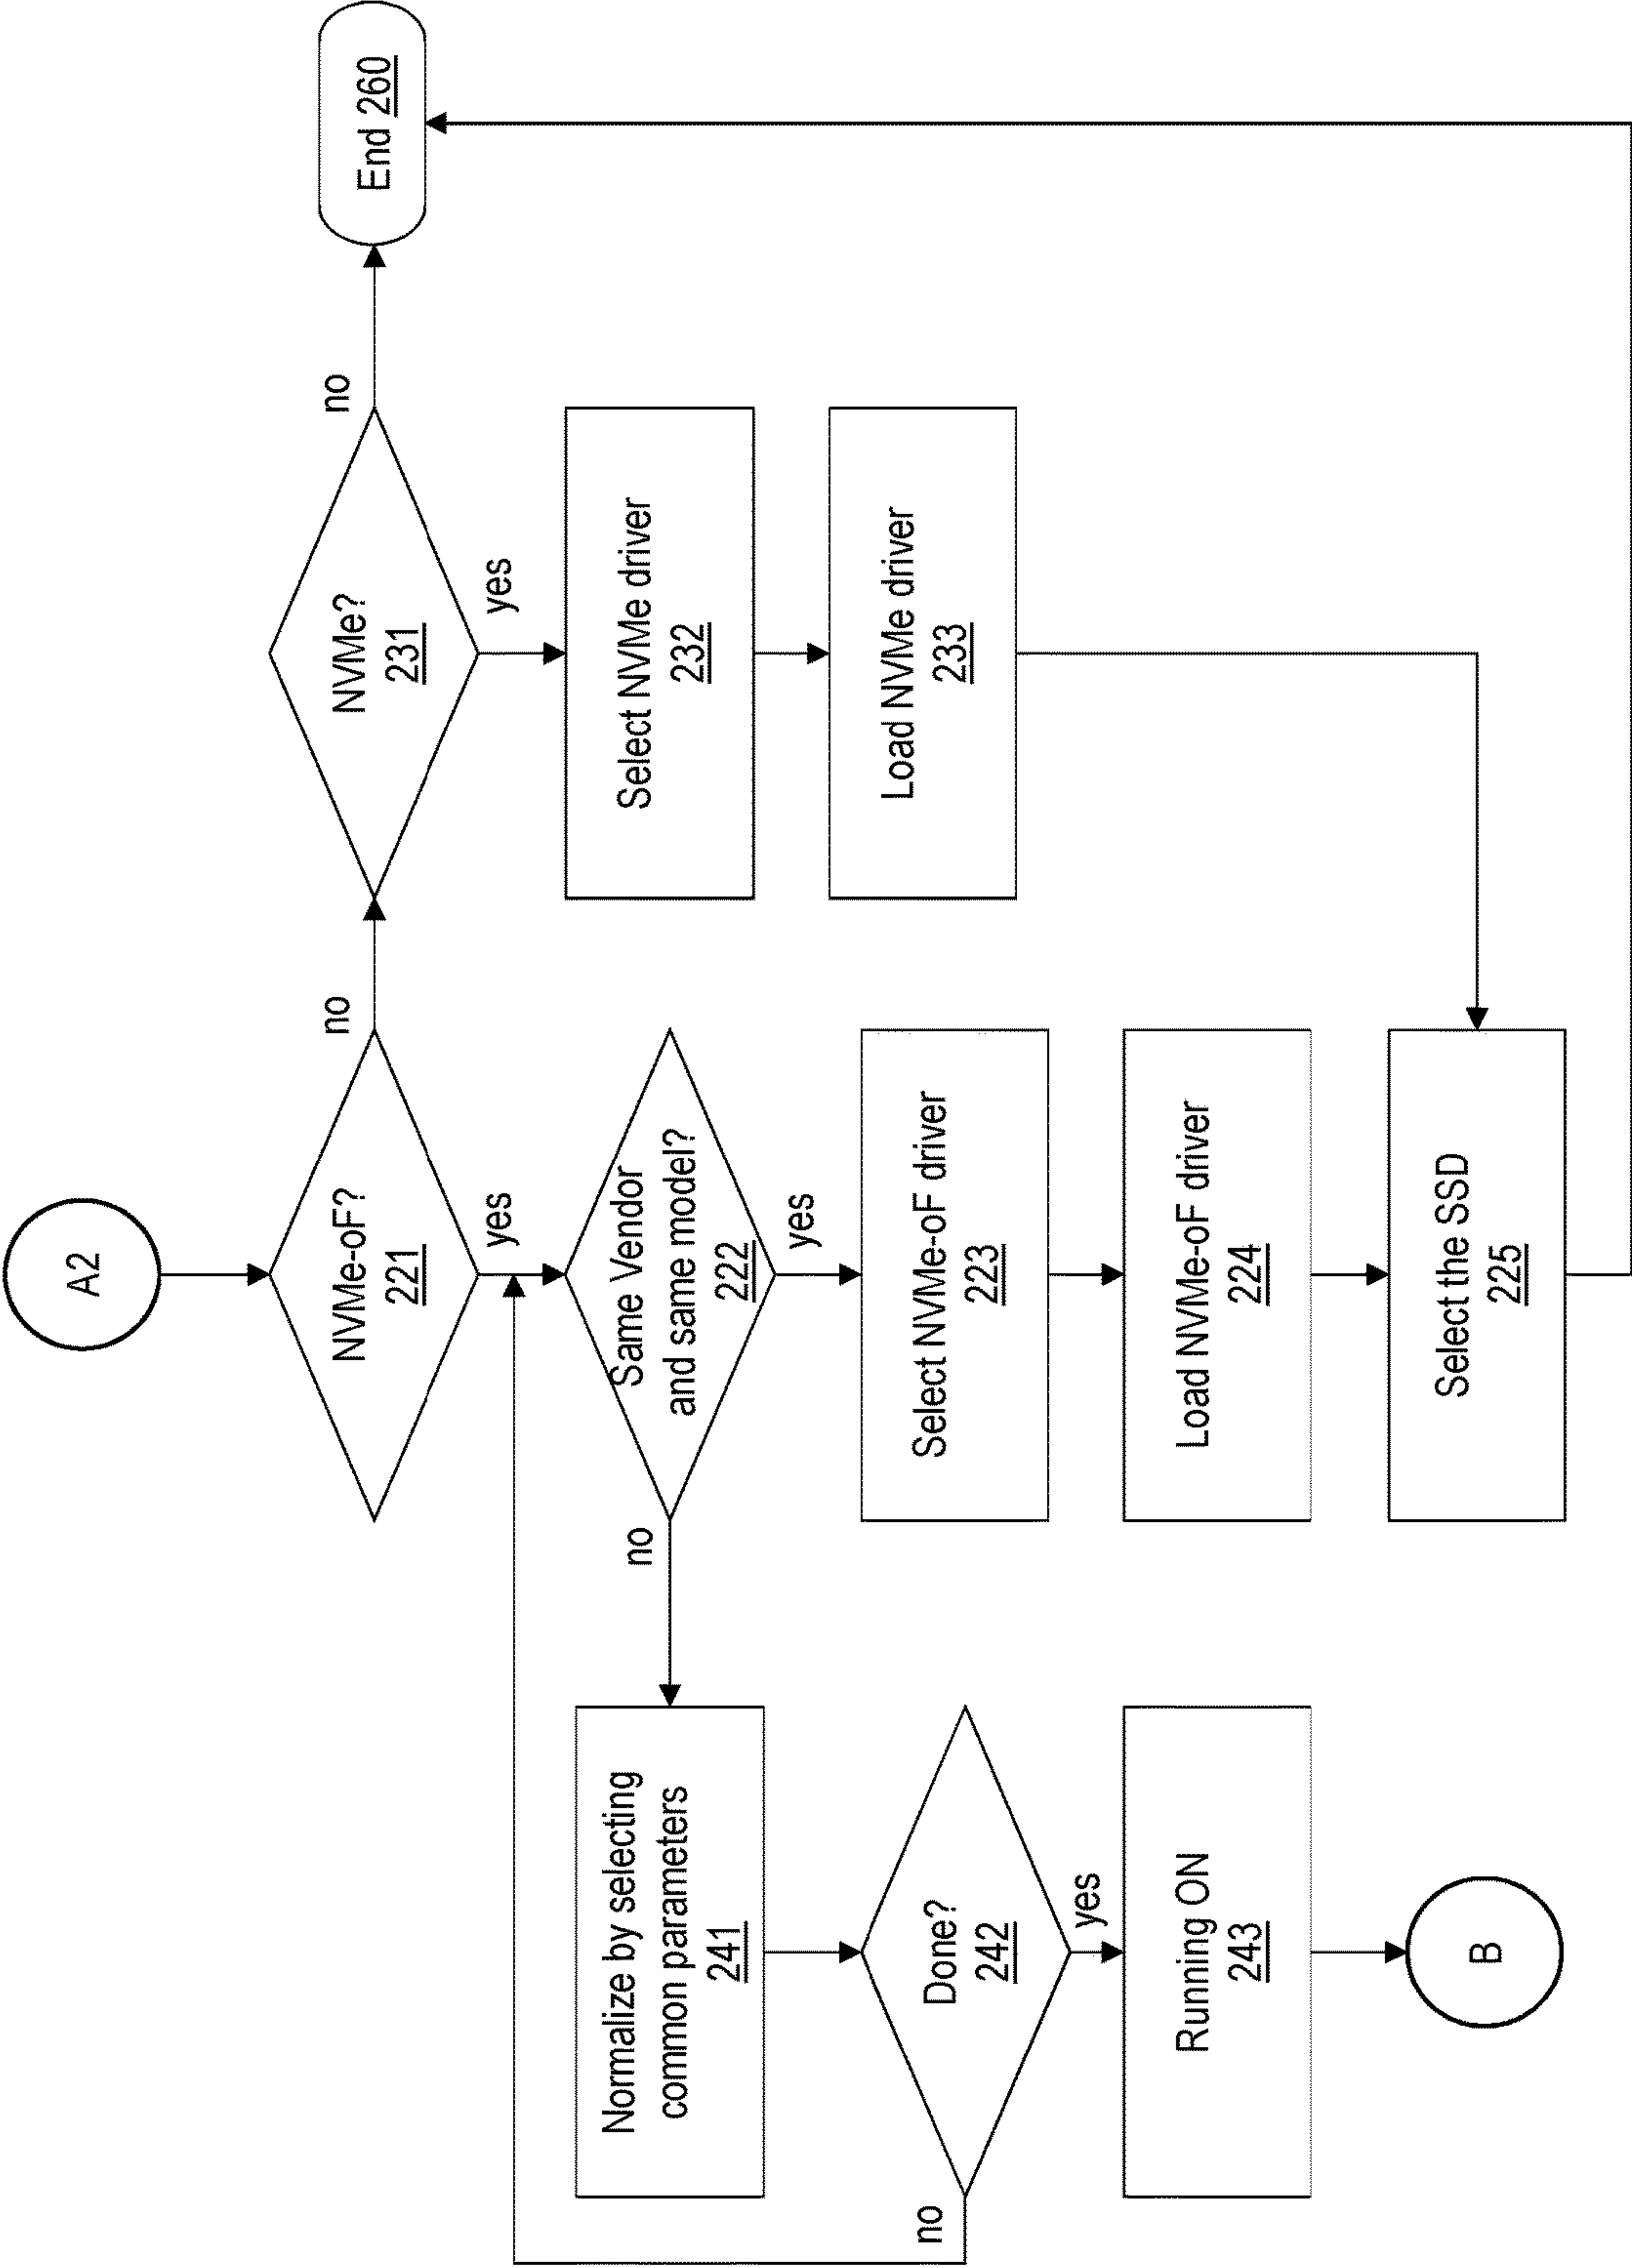 A2
NVMe-oF?
221
no
yes
NVMe?
231
no
yes
End 260
Same Vendor
and same model?
222
no
yes
Select NVMe driver
232
Load NVMe driver
233
Select NVMe-oF driver
223
Load NVMe-oF driver
224
Select the SSD
225
Normalize by selecting
common parameters
241
Done?
242
no
yes
Running ON
243
B